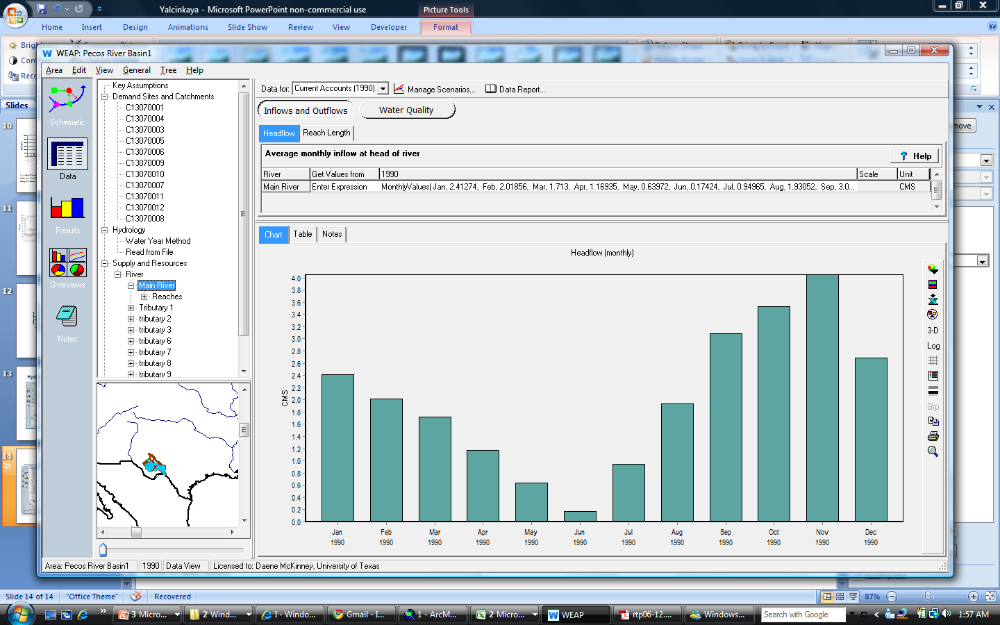 Yalcinkaya - Microsoft PowerPoint non-commercial use
Picture Tools
Home Insert Design Animations Slide Show Review View Developer Format
WEAP: Pecos River Basin1
Area Edit View General Tree Help
Slides
10
11
12
13
14
Schematic
Data
Results
Overviews
Notes
Key Assumptions
Demand Sites and Catchments
C13070001
C13070004
C13070003
C13070005
C13070006
C13070009
C13070010
C13070007
C13070011
C13070012
C13070008
Hydrology
Water Year Method
Read from File
Supply and Resources
River
Main River
Reaches
Tributary 1
tributary 2
tributary 3
tributary 6
tributary 7
tributary 8
tributary 9
Data for: Current Accounts (1990) Manage Scenarios... Data Report...
Inflows and Outflows Water Quality
Headflow Reach Length
Average monthly inflow at head of river
? Help
River Get Values from 1990 Scale Unit
Main River Enter Expression MonthlyValues( Jan, 2.41274, Feb, 2.01856, Mar, 1.713, Apr, 1.16935, May, 0.63972, Jun, 0.17424, Jul, 0.94965, Aug, 1.93052, Sep, 3.0... CMS
Chart Table Notes
Headflow (monthly)
4.0
3.8
3.6
3.4
3.2
3.0
2.8
2.6
2.4
2.2
2.0
1.8
1.6
1.4
1.2
1.0
0.8
0.6
0.4
0.2
0.0
CMS
Jan Feb Mar Apr May Jun Jul Aug Sep Oct Nov Dec
1990 1990 1990 1990 1990 1990 1990 1990 1990 1990 1990 1990
3-D
Log
Grp
Area: Pecos River Basin1 1990 Data View Licensed to: Daene McKinney, University of Texas
Slide 14 of 14 "Office Theme" Recovered 87%
3 Micro... 2 Wind... I - Windo... Gmail - I... 1 - ArcM... 2 Micro... WEAP rtp06-12.... Windows... Search with Google 1:57 AM